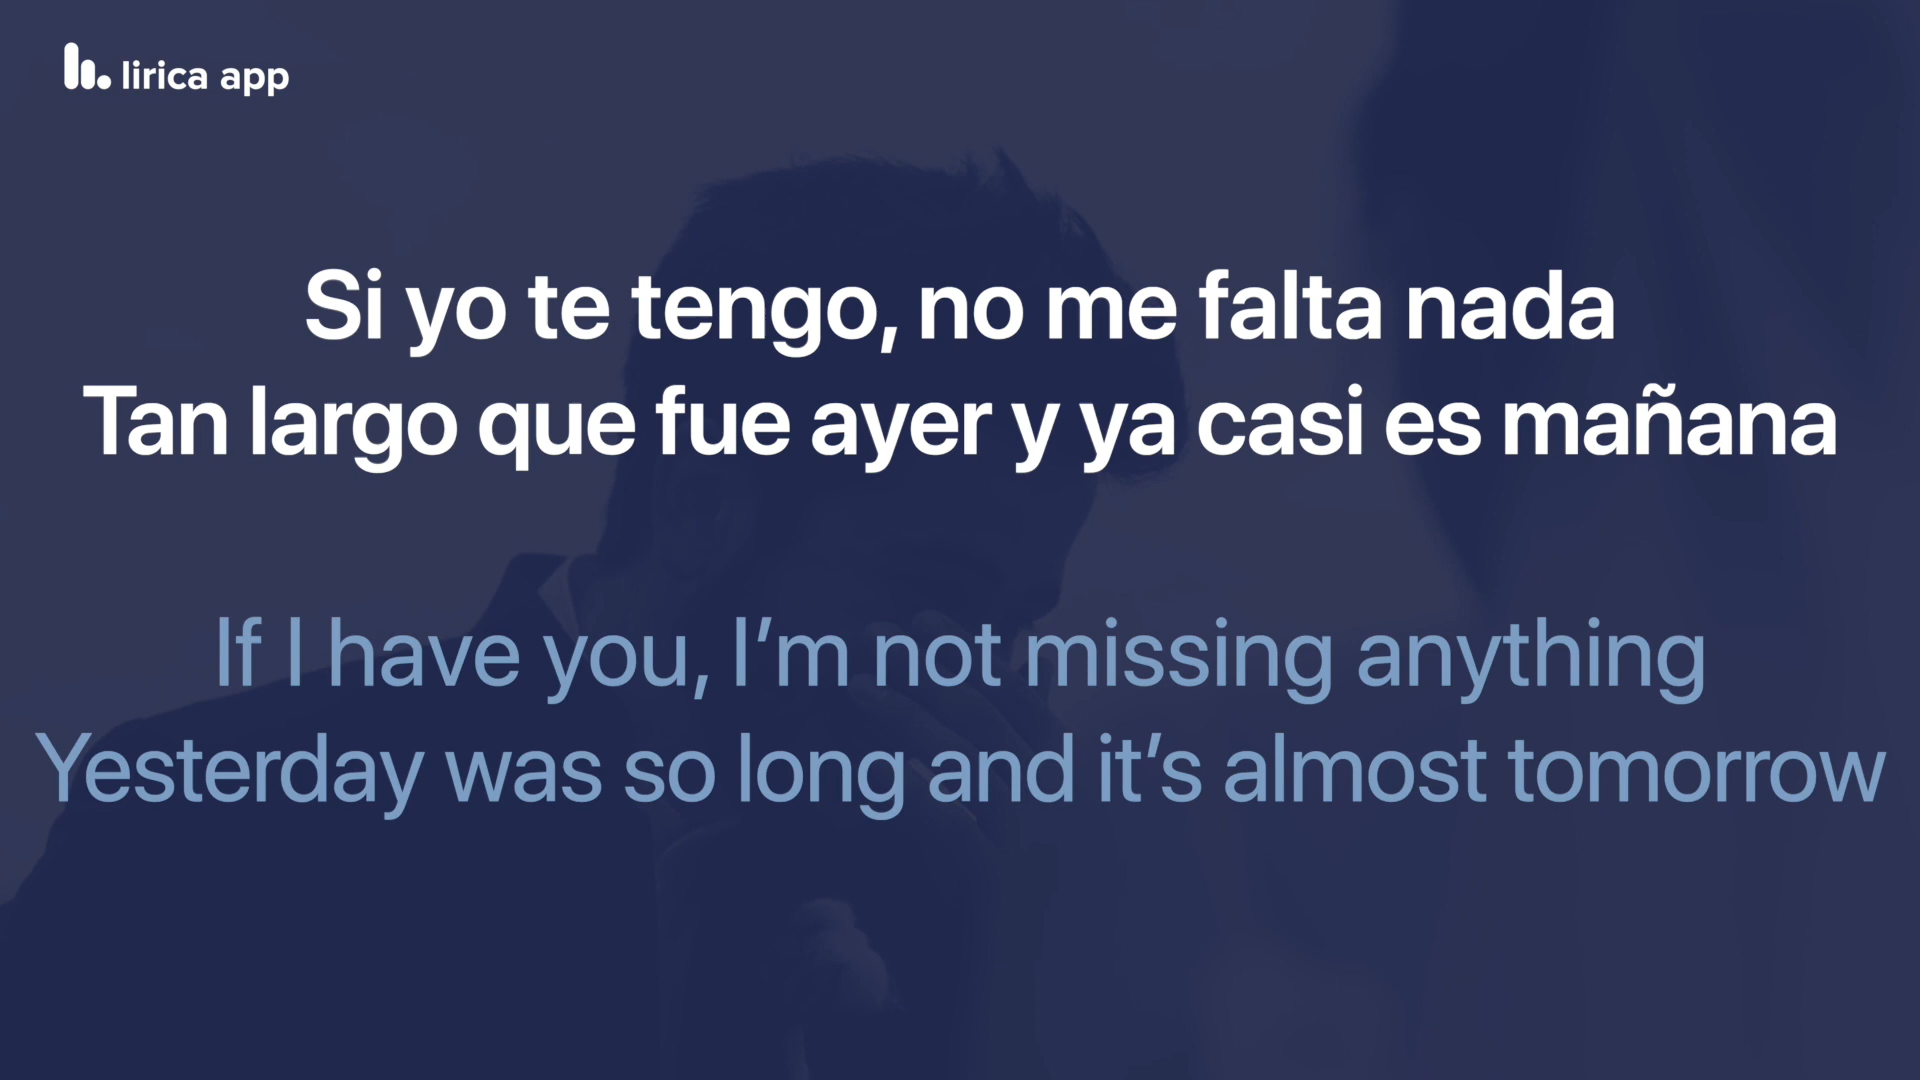 lirica app
Si yo te tengo, no me falta nada
Tan largo que fue ayer y ya casi es mañana
If I have you, I’m not missing anything
Yesterday was so long and it’s almost tomorrow